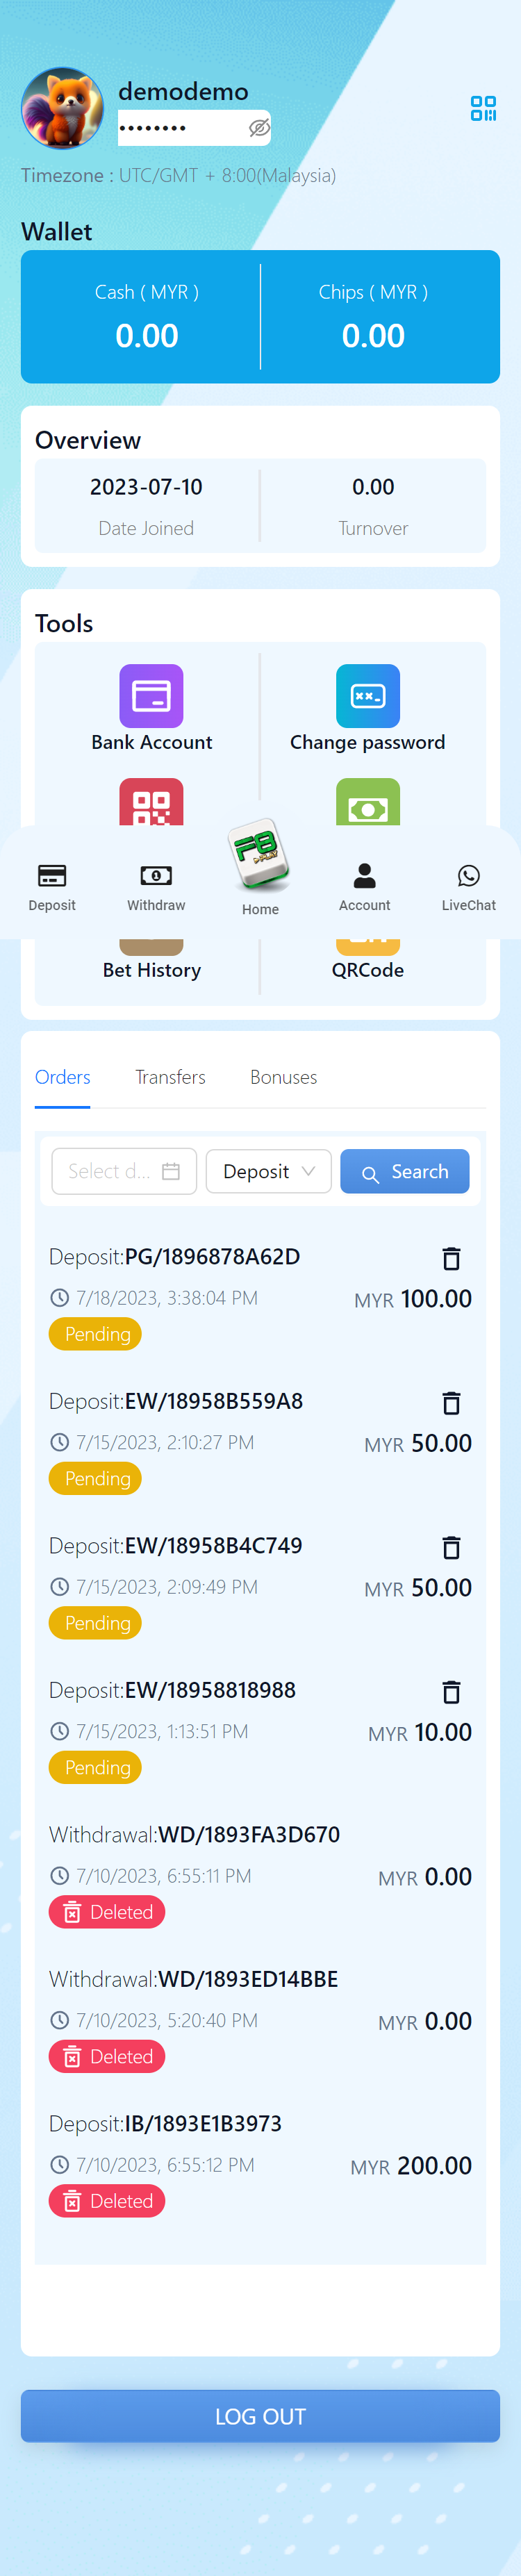 demodemo
••••••••
Timezone : UTC/GMT + 8:00(Malaysia)
Wallet
Cash ( MYR )
Chips ( MYR )
0.00
0.00
Overview
2023-07-10
0.00
Date Joined
Turnover
Tools
Bank Account
Change password
F8
PLAY
Deposit
Withdraw
Home
Account
LiveChat
Bet History
QRCode
Orders
Transfers
Bonuses
Select d...
Deposit
Search
Deposit:PG/1896878A62D
7/18/2023, 3:38:04 PM
MYR 100.00
Pending
Deposit:EW/18958B559A8
7/15/2023, 2:10:27 PM
MYR 50.00
Pending
Deposit:EW/18958B4C749
7/15/2023, 2:09:49 PM
MYR 50.00
Pending
Deposit:EW/18958818988
7/15/2023, 1:13:51 PM
MYR 10.00
Pending
Withdrawal:WD/1893FA3D670
7/10/2023, 6:55:11 PM
MYR 0.00
Deleted
Withdrawal:WD/1893ED14BBE
7/10/2023, 5:20:40 PM
MYR 0.00
Deleted
Deposit:IB/1893E1B3973
7/10/2023, 6:55:12 PM
MYR 200.00
Deleted
LOG OUT